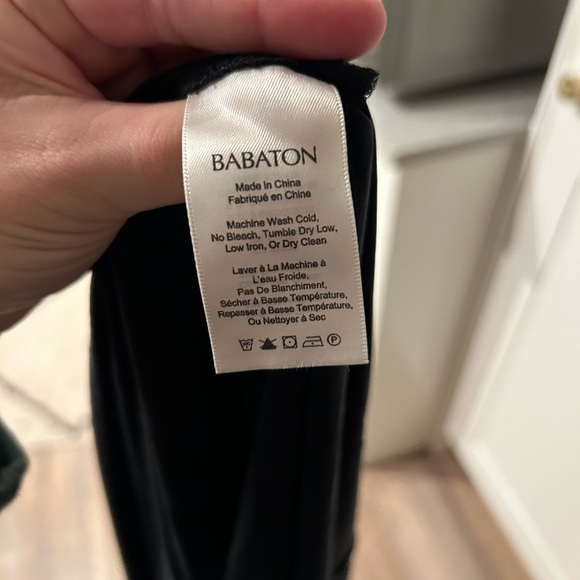 BABATON
Made in China
Fabriqué en Chine
Machine Wash Cold,
No Bleach, Tumble Dry Low,
Low Iron, Or Dry Clean
Laver à La Machine à
L'eau Froide,
Pas De Blanchiment,
Sécher à Basse Température,
Repasser à Basse Température,
Ou Nettoyer à Sec
P